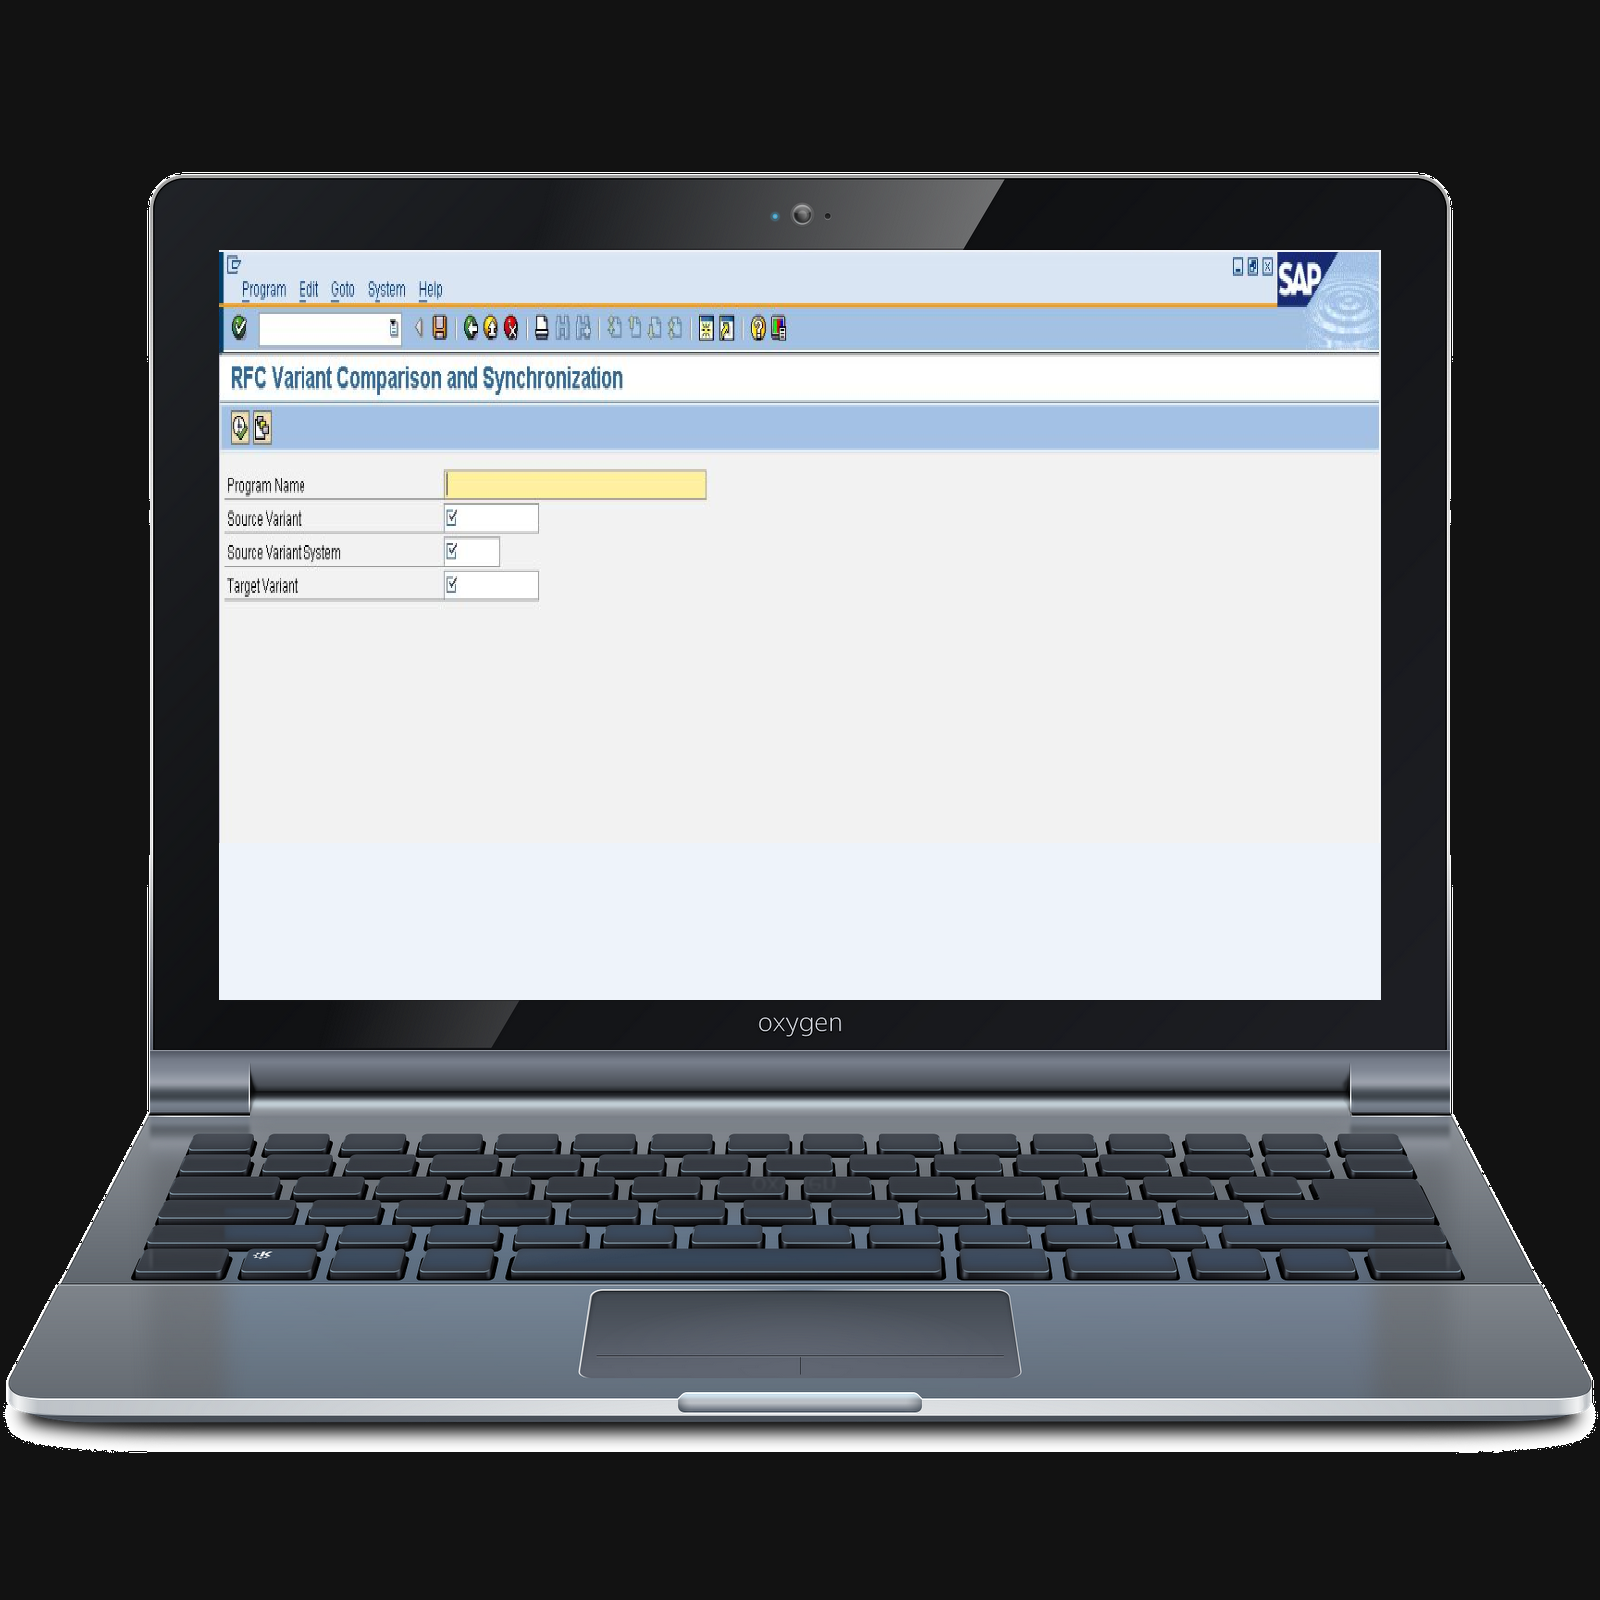 SAP
Program Edit Goto System Help
RFC Variant Comparison and Synchronization
Program Name
Source Variant
Source Variant System
Target Variant
oxygen